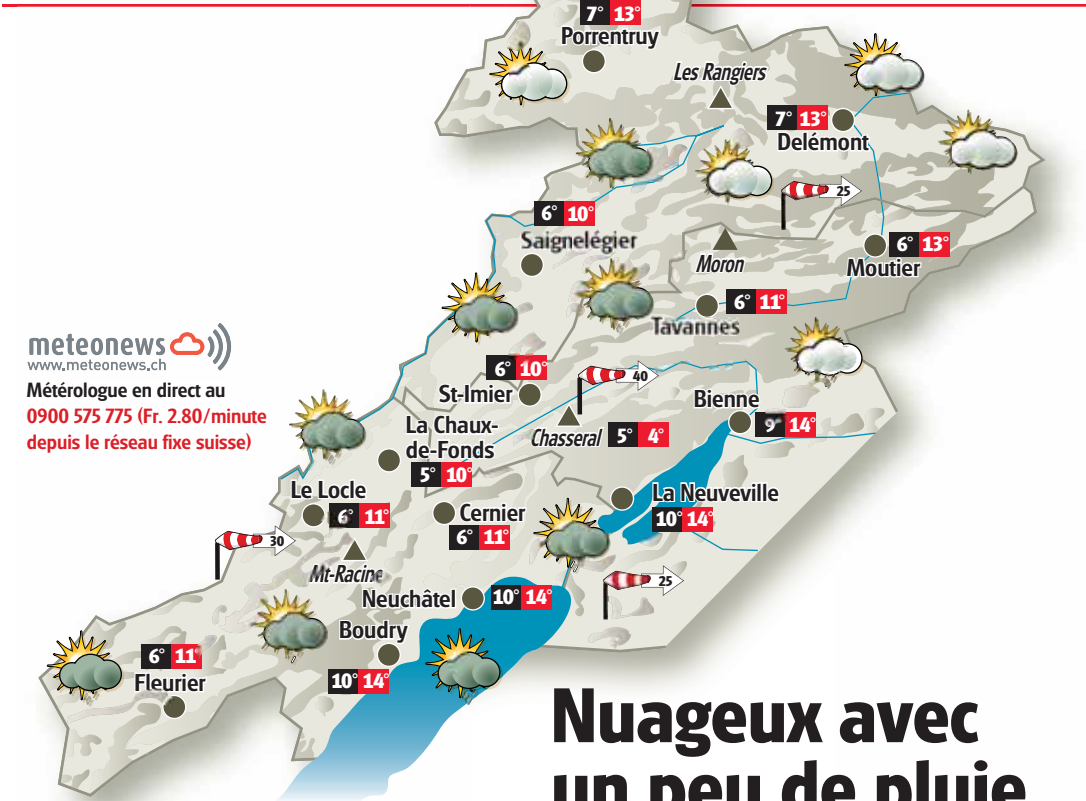 7° 13°
Porrentruy
Les Rangiers
7° 13°
Delémont
25
6° 10°
Saignelégier
Moron
6° 13°
Moutier
6° 11°
Tavannes
meteonews
www.meteonews.ch
Météorologue en direct au
0900 575 775 (Fr. 2.80/minute
depuis le réseau fixe suisse)
6° 10°
St-Imier
40
Bienne
9° 14°
Chasseral 5° 4°
La Chaux-
de-Fonds
5° 10°
Le Locle
6° 11°
Cernier
6° 11°
La Neuveville
10° 14°
30
Mt-Racine
25
Neuchâtel 10° 14°
Boudry
10° 14°
6° 11°
Fleurier
Nuageux avec
un peu de pluie